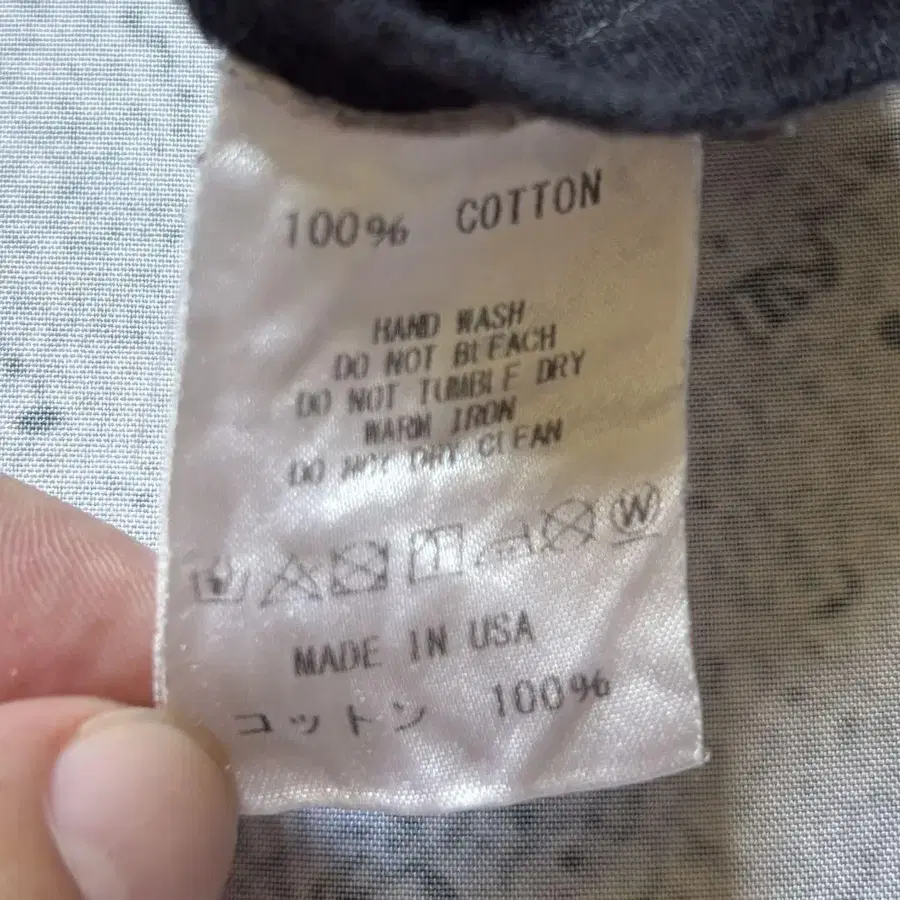 100% COTTON
HAND WASH
DO NOT BLEACH
DO NOT TUMBLE DRY
WARM IRON
DO NOT DRY CLEAN
W
MADE IN USA
コットン 100%